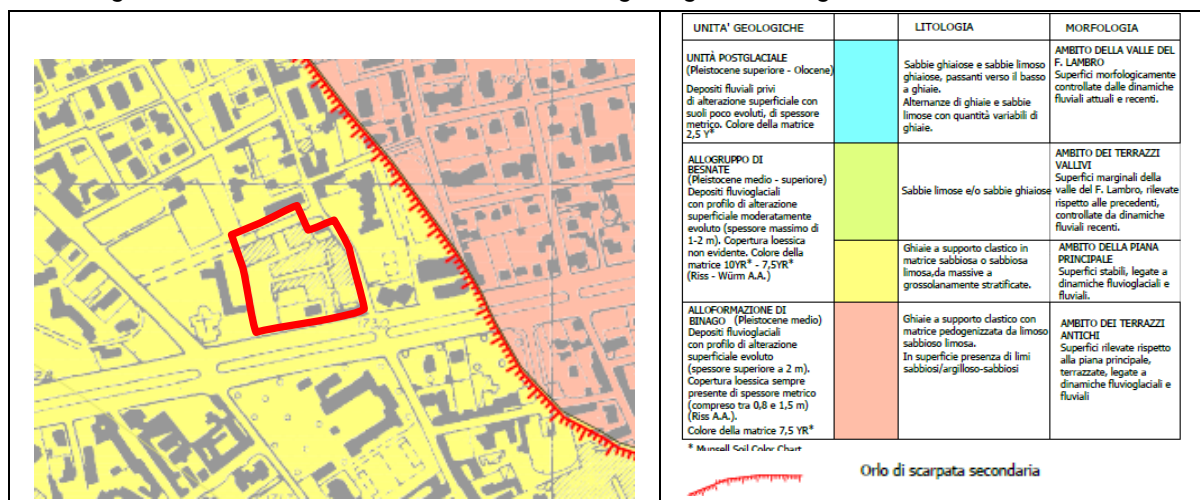 UNITA' GEOLOGICHE
LITOLOGIA
MORFOLOGIA
UNITÀ POSTGLACIALE
(Pleistocene superiore - Olocene)
Depositi fluviali privi
di alterazione superficiale con
suoli poco evoluti, di spessore
metrico. Colore della matrice
2,5 Y*
Sabbie ghiaiose e sabbie limoso
ghiaiose, passanti verso il basso
a ghiaie.
Alternanze di ghiaie e sabbie
limose con quantità variabili di
ghiaie.
AMBITO DELLA VALLE DEL
F. LAMBRO
Superfici morfologicamente
controllate dalle dinamiche
fluviali attuali e recenti.
ALLOGRUPPO DI
BESNATE
(Pleistocene medio - superiore)
Depositi fluvioglaciali
con profilo di alterazione
superficiale moderatamente
evoluto (spessore massimo di
1-2 m). Copertura loessica
non evidente. Colore della
matrice 10YR* - 7,5YR*
(Riss - Würm A.A.)
Sabbie limose e/o sabbie ghiaiose
AMBITO DEI TERRAZZI
VALLIVI
Superfici marginali della
valle del F. Lambro, rilevate
rispetto alle precedenti,
controllate da dinamiche
fluviali recenti.
Ghiaie a supporto clastico in
matrice sabbiosa o sabbiosa
limosa,da massive a
grossolanamente stratificate.
AMBITO DELLA PIANA
PRINCIPALE
Superfici stabili, legate a
dinamiche fluvioglaciali e
fluviali.
ALLOFORMAZIONE DI
BINAGO (Pleistocene medio)
Depositi fluvioglaciali
con profilo di alterazione
superficiale evoluto
(spessore superiore a 2 m).
Copertura loessica sempre
presente di spessore metrico
(compreso tra 0,8 e 1,5 m)
(Riss A.A.).
Colore della matrice 7,5 YR*
Ghiaie a supporto clastico con
matrice pedogenizzata da limoso
sabbioso limosa.
In superficie presenza di limi
sabbiosi/argilloso-sabbiosi
AMBITO DEI TERRAZZI
ANTICHI
Superfici rilevate rispetto
alla piana principale,
terrazzate, legate a
dinamiche fluvioglaciali e
fluviali
* Munsell Soil Color Chart
Orlo di scarpata secondaria